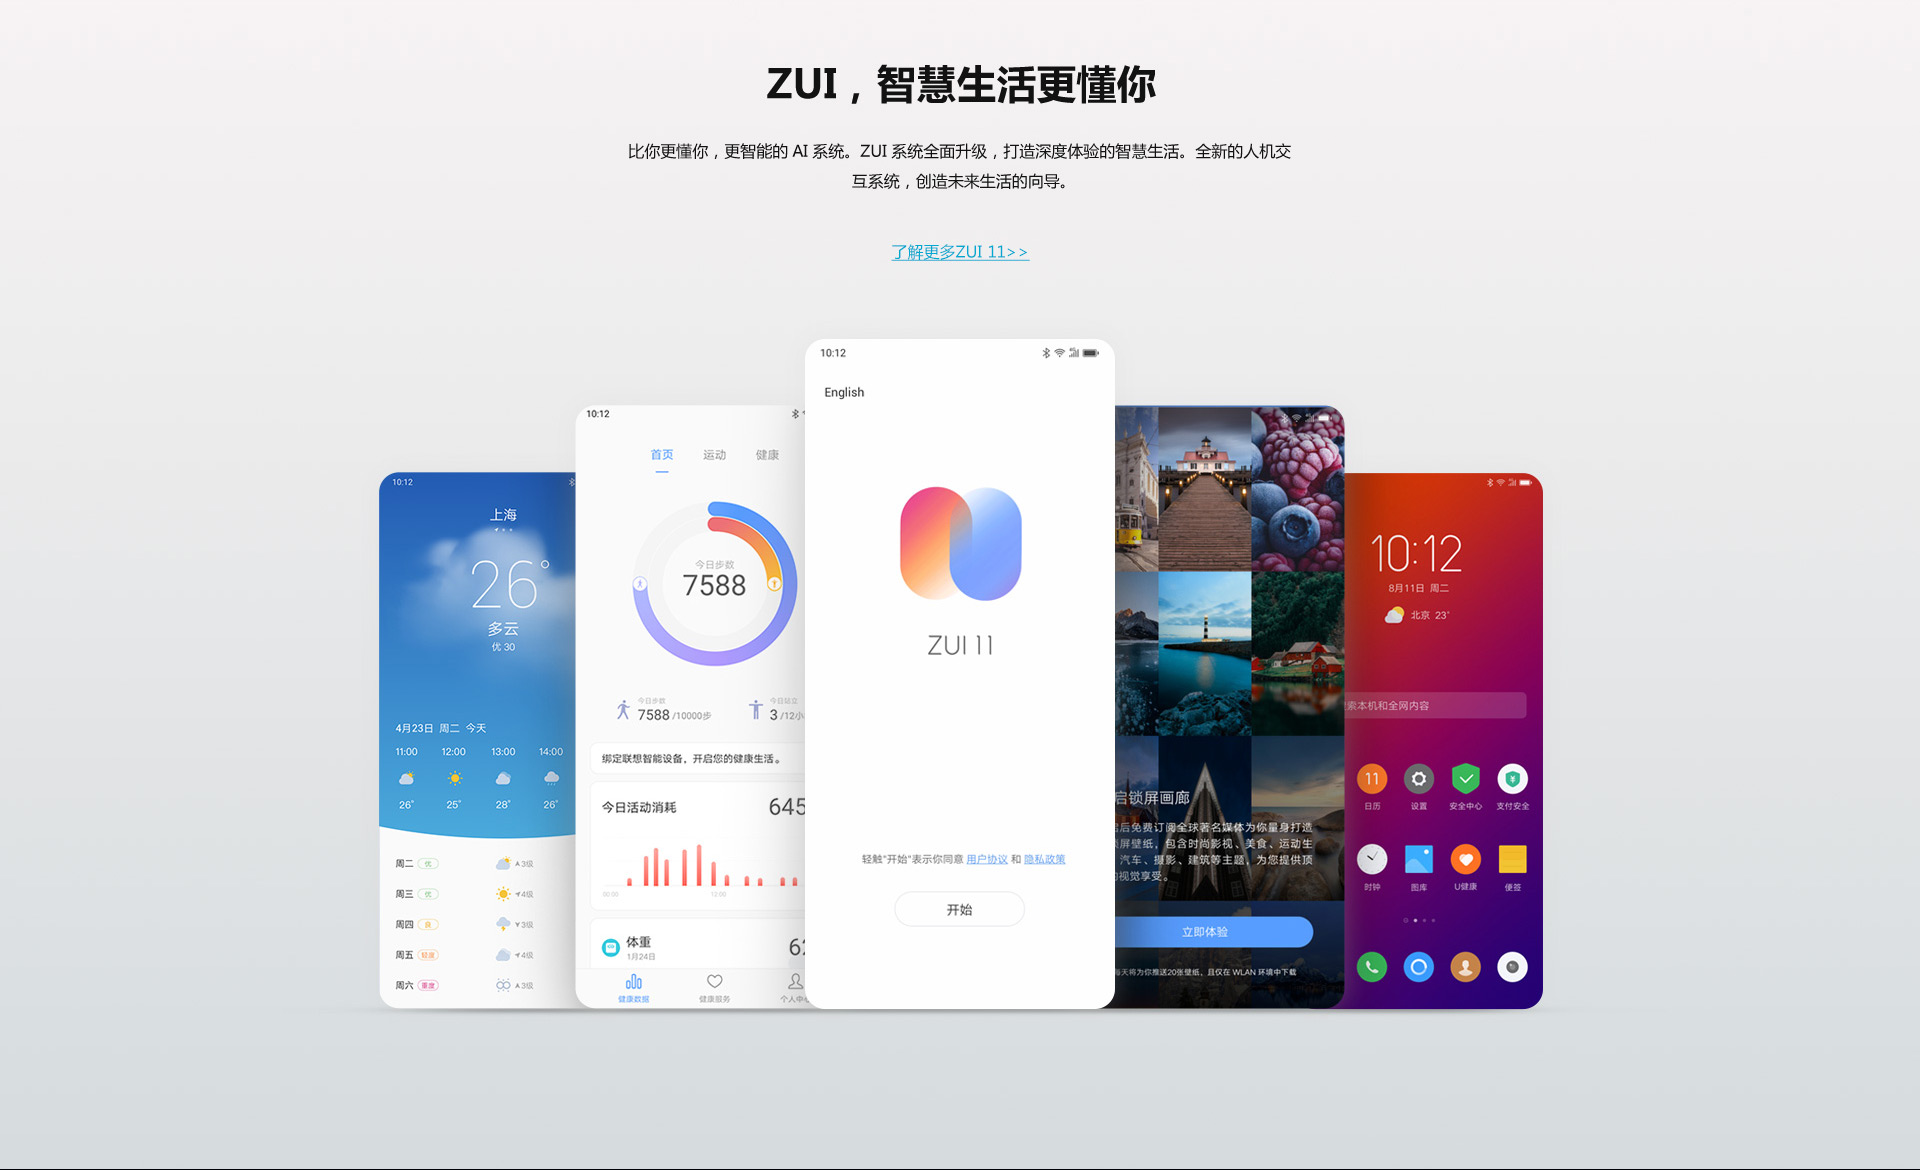 ZUI，智慧生活更懂你
比你更懂你，更智能的 AI 系统。ZUI 系统全面升级，打造深度体验的智慧生活。全新的人机交
互系统，创造未来生活的向导。
了解更多ZUI 11>>
10:12
上海
26°
多云
优 30
4月23日 周二 今天
11:00 12:00 13:00 14:00
26° 25° 28° 26°
周二 优 3级
周三 优 4级
周四 良 3级
周五 轻度 4级
周六 重度 3级
10:12
首页 运动 健康
今日步数
7588
今日步数
7588 /10000步
今日站立
3 /12小
绑定联想智能设备，开启您的健康生活。
今日活动消耗 645
00:00 12:00
体重
1月24日
62
健康数据 健康服务 个人中心
10:12
English
ZUI 11
轻触"开始"表示你同意 用户协议 和 隐私政策
开始
启锁屏画廊
启后免费订阅全球著名媒体为你量身打造
锁屏壁纸，包含时尚影视、美食、运动生
汽车、摄影、建筑等主题，为您提供顶
的视觉享受。
立即体验
每天将为你推送20张壁纸，且仅在 WLAN 环境中下载
10:12
8月11日 周二
北京 23°
索本机和全网内容
11
日历 设置 安全中心 支付安全
时钟 图库 U健康 便签